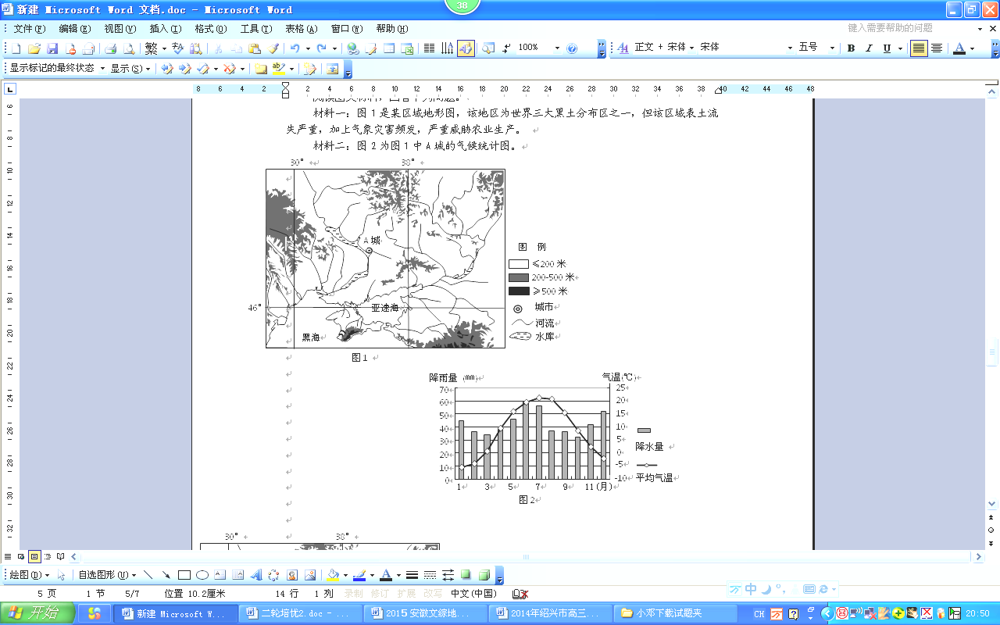 新建 Microsoft Word 文档.doc - Microsoft Word
38
文件(F) 编辑(E) 视图(V) 插入(I) 格式(O) 工具(T) 表格(A) 窗口(W) 帮助(H)
键入需要帮助的问题
繁 100% 正文 + 宋体 宋体 五号 B I U A
显示标记的最终状态 显示(S)
8 6 4 2 2 4 6 8 10 12 14 16 18 20 22 24 26 28 30 32 34 36 38 40 42 44 46 48
材料一：图1是某区域地形图，该地区为世界三大黑土分布区之一，但该区域表土流
失严重，加上气象灾害频发，严重威胁农业生产。
材料二：图2为图1中A城的气候统计图。
30° 38°
A城
46°
亚速海
黑海
图 例
≤200 米
200-500 米
≥500 米
城市
河流
水库
图1
降雨量 (mm) 气温(℃)
70 60 50 40 30 20 10 0
25 20 15 10 5 0 -5 -10
1 3 5 7 9 11(月)
降水量
平均气温
图2
30° 38°
6 8 10 12 14 16 18 20 22 24 26 28 30 32
绘图(D) 自选图形(U)
5 页 1 节 5/7 位置 10.2厘米 14 行 1 列 录制 修订 扩展 改写 中文(中国)
中
开始 新建 Microsoft W... 二轮培优2.doc - ... 2015 安徽文综地... 2014年绍兴市高三... 小邓下载试题夹 CH 20:50